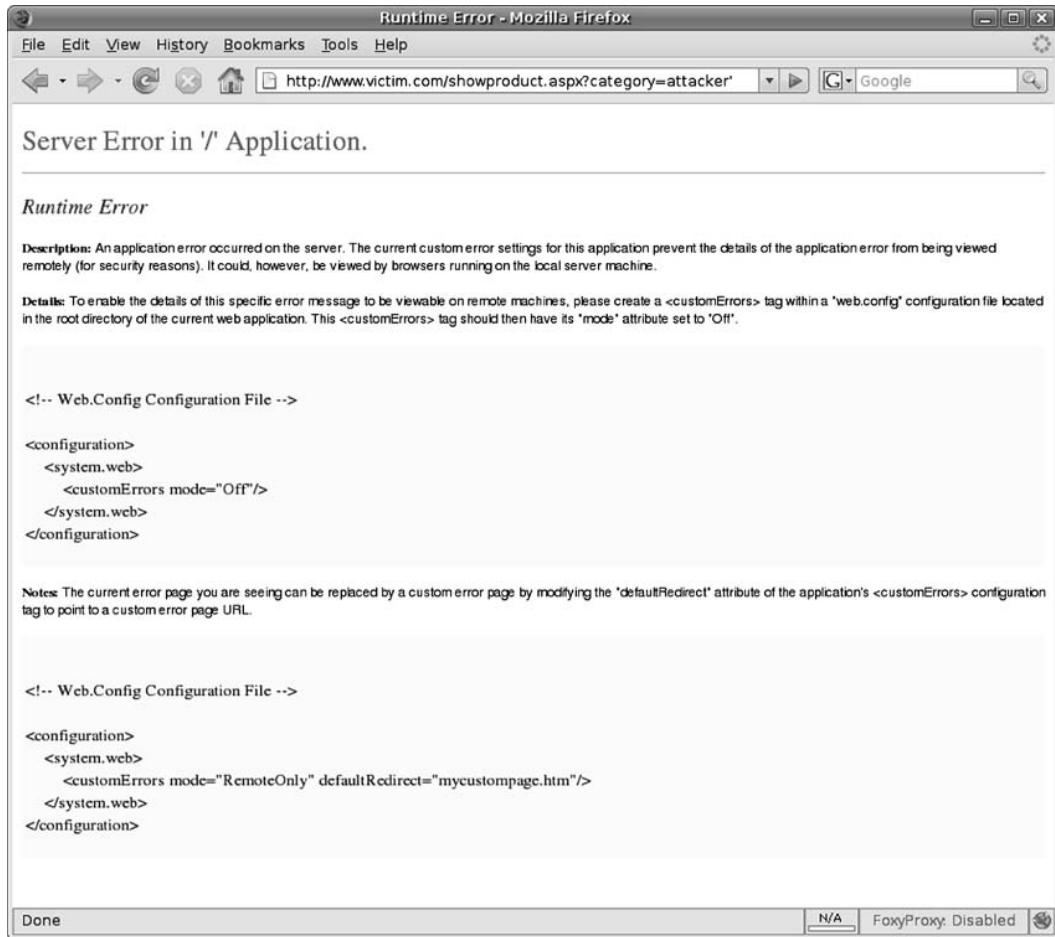 Runtime Error - Mozilla Firefox
File Edit View History Bookmarks Tools Help
http://www.victim.com/showproduct.aspx?category=attacker'
G Google
Server Error in '/' Application.
Runtime Error
Description: An application error occurred on the server. The current custom error settings for this application prevent the details of the application error from being viewed
remotely (for security reasons). It could, however, be viewed by browsers running on the local server machine.
Details: To enable the details of this specific error message to be viewable on remote machines, please create a <customErrors> tag within a "web.config" configuration file located
in the root directory of the current web application. This <customErrors> tag should then have its "mode" attribute set to "Off".
<!-- Web.Config Configuration File -->
<configuration>
<system.web>
<customErrors mode="Off"/>
</system.web>
</configuration>
Notes: The current error page you are seeing can be replaced by a custom error page by modifying the "defaultRedirect" attribute of the application's <customErrors> configuration
tag to point to a custom error page URL.
<!-- Web.Config Configuration File -->
<configuration>
<system.web>
<customErrors mode="RemoteOnly" defaultRedirect="mycustompage.htm"/>
</system.web>
</configuration>
Done N/A FoxyProxy: Disabled